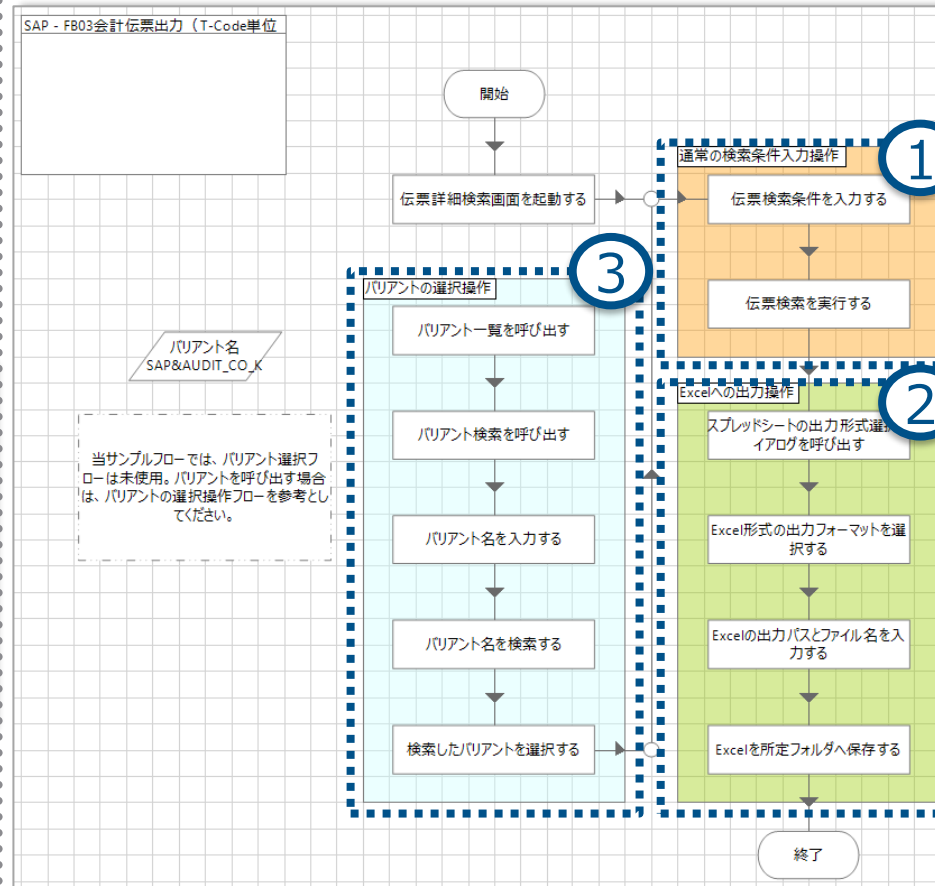 SAP - FB03会計伝票出力（T-Code単位
開始
伝票詳細検索画面を起動する
通常の検索条件入力操作
1
伝票検索条件を入力する
伝票検索を実行する
3
バリアントの選択操作
バリアント一覧を呼び出す
バリアント検索を呼び出す
バリアント名を入力する
バリアント名を検索する
検索したバリアントを選択する
バリアント名
SAP&AUDIT_CO_K
当サンプルフローでは、バリアント選択フ
ローは未使用。バリアントを呼び出す場合
は、バリアントの選択操作フローを参考とし
てください。
Excelへの出力操作
2
スプレッドシートの出力形式選択
イアログを呼び出す
Excel形式の出力フォーマットを選
択する
Excelの出力パスとファイル名を入
力する
Excelを所定フォルダへ保存する
終了